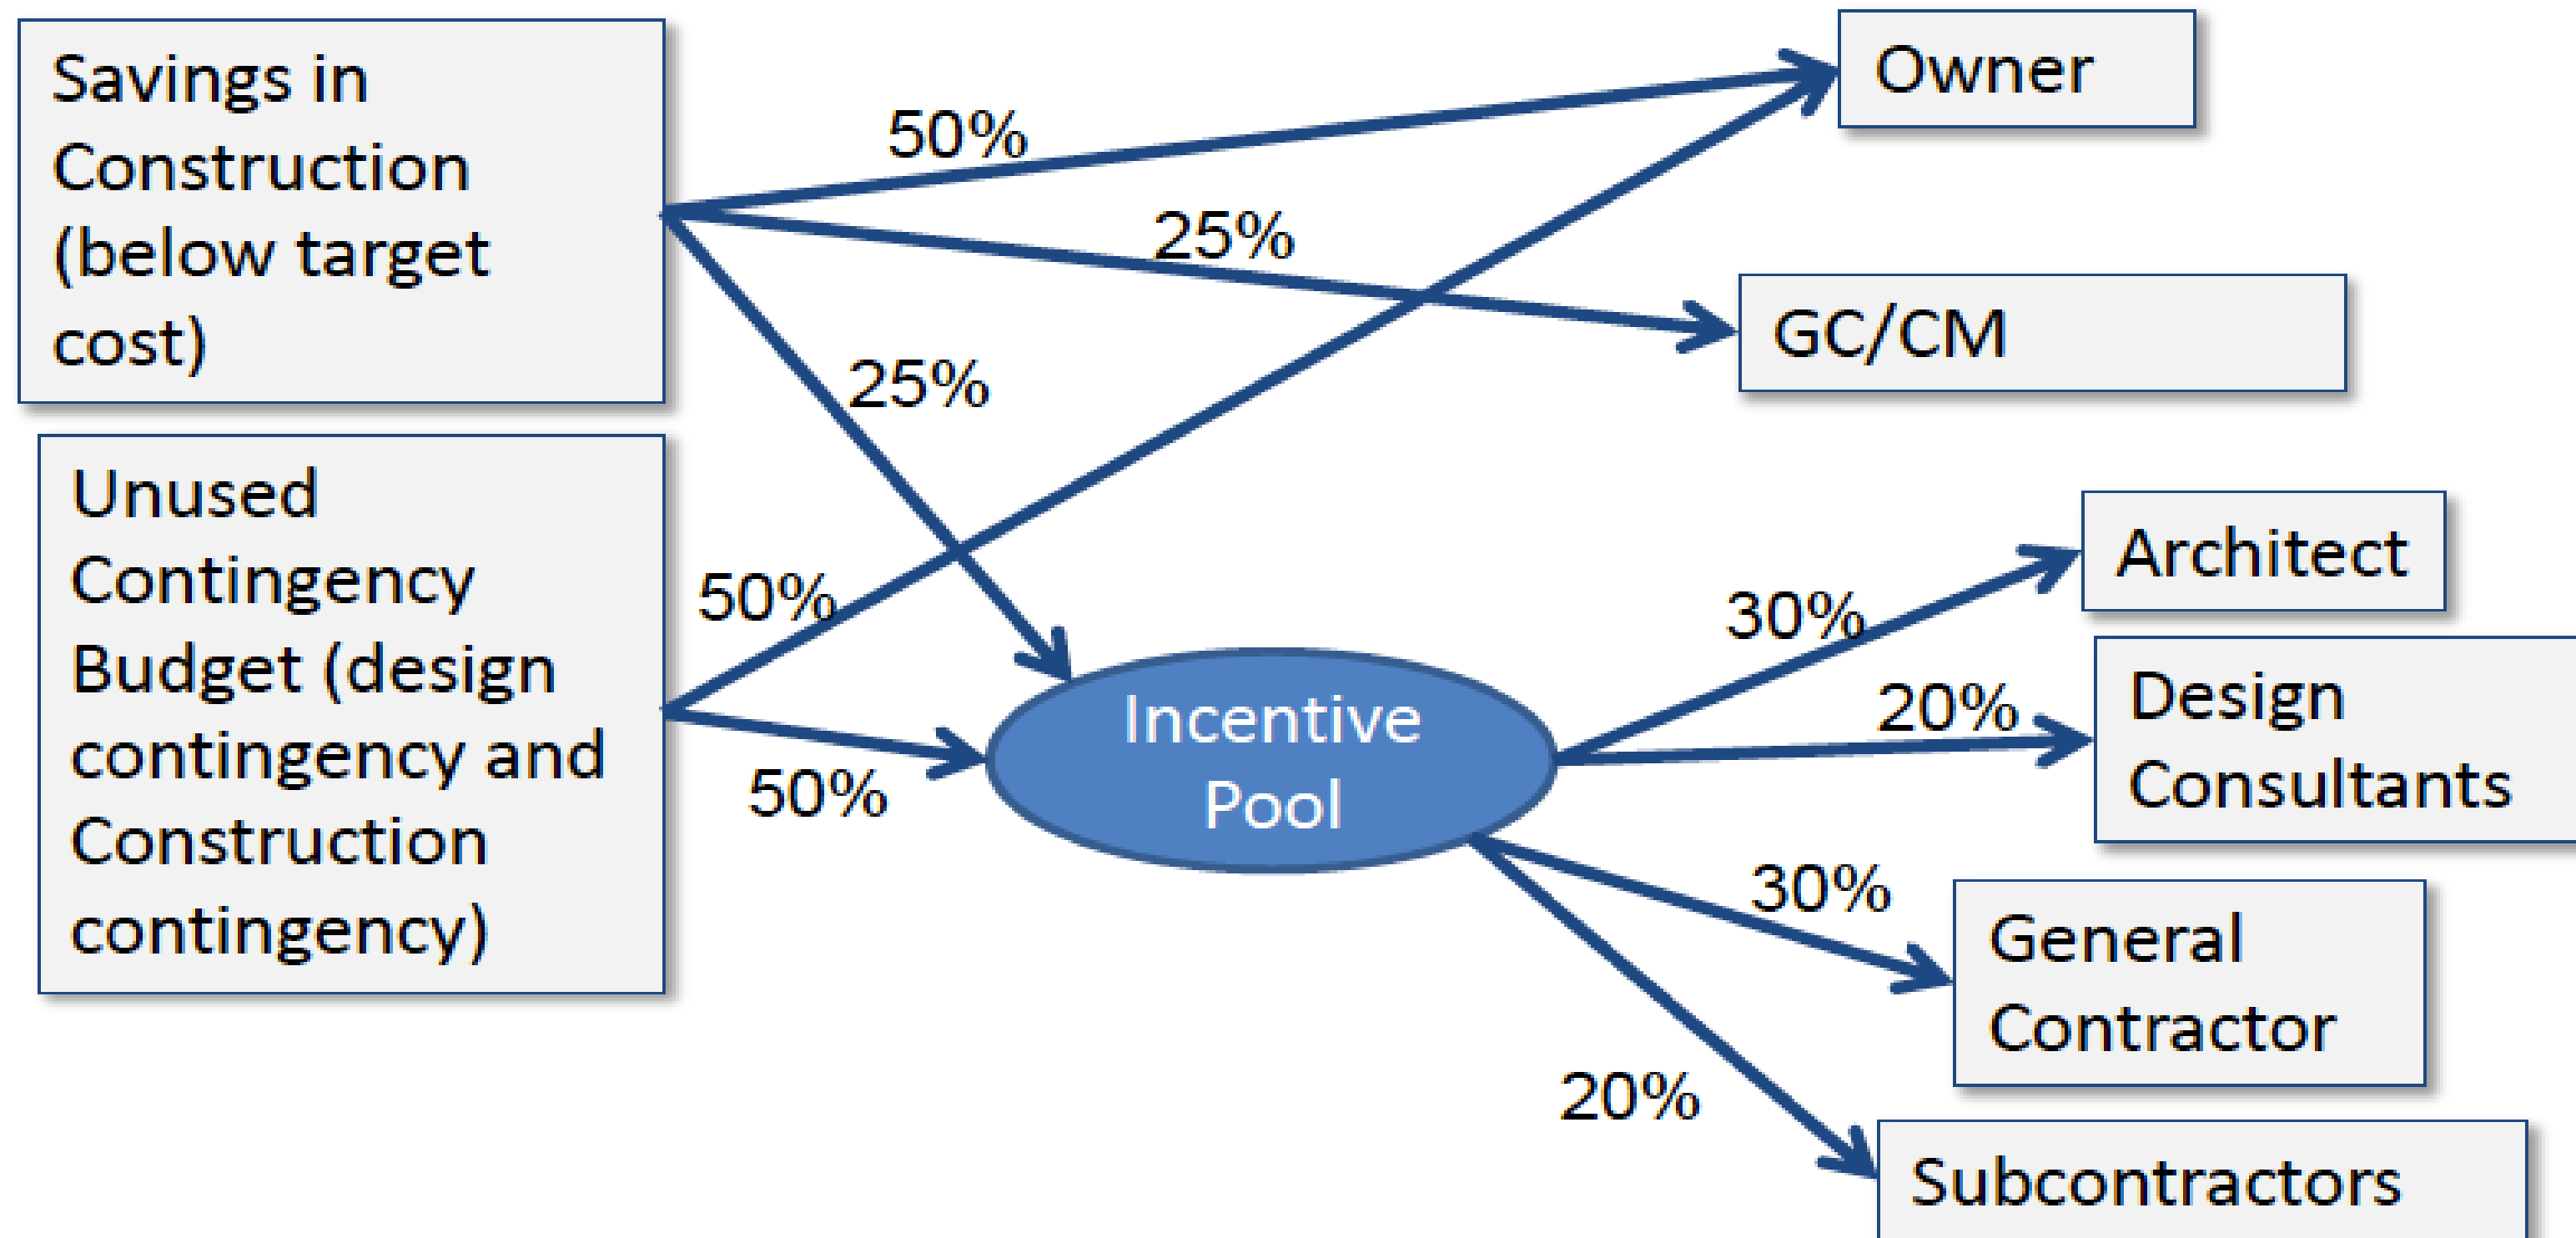 Savings in
Construction
(below target
cost)
50%
25%
25%
Owner
GC/CM
Unused
Contingency
Budget (design
contingency and
Construction
contingency)
50%
50%
Incentive
Pool
30%
20%
30%
20%
Architect
Design
Consultants
General
Contractor
Subcontractors